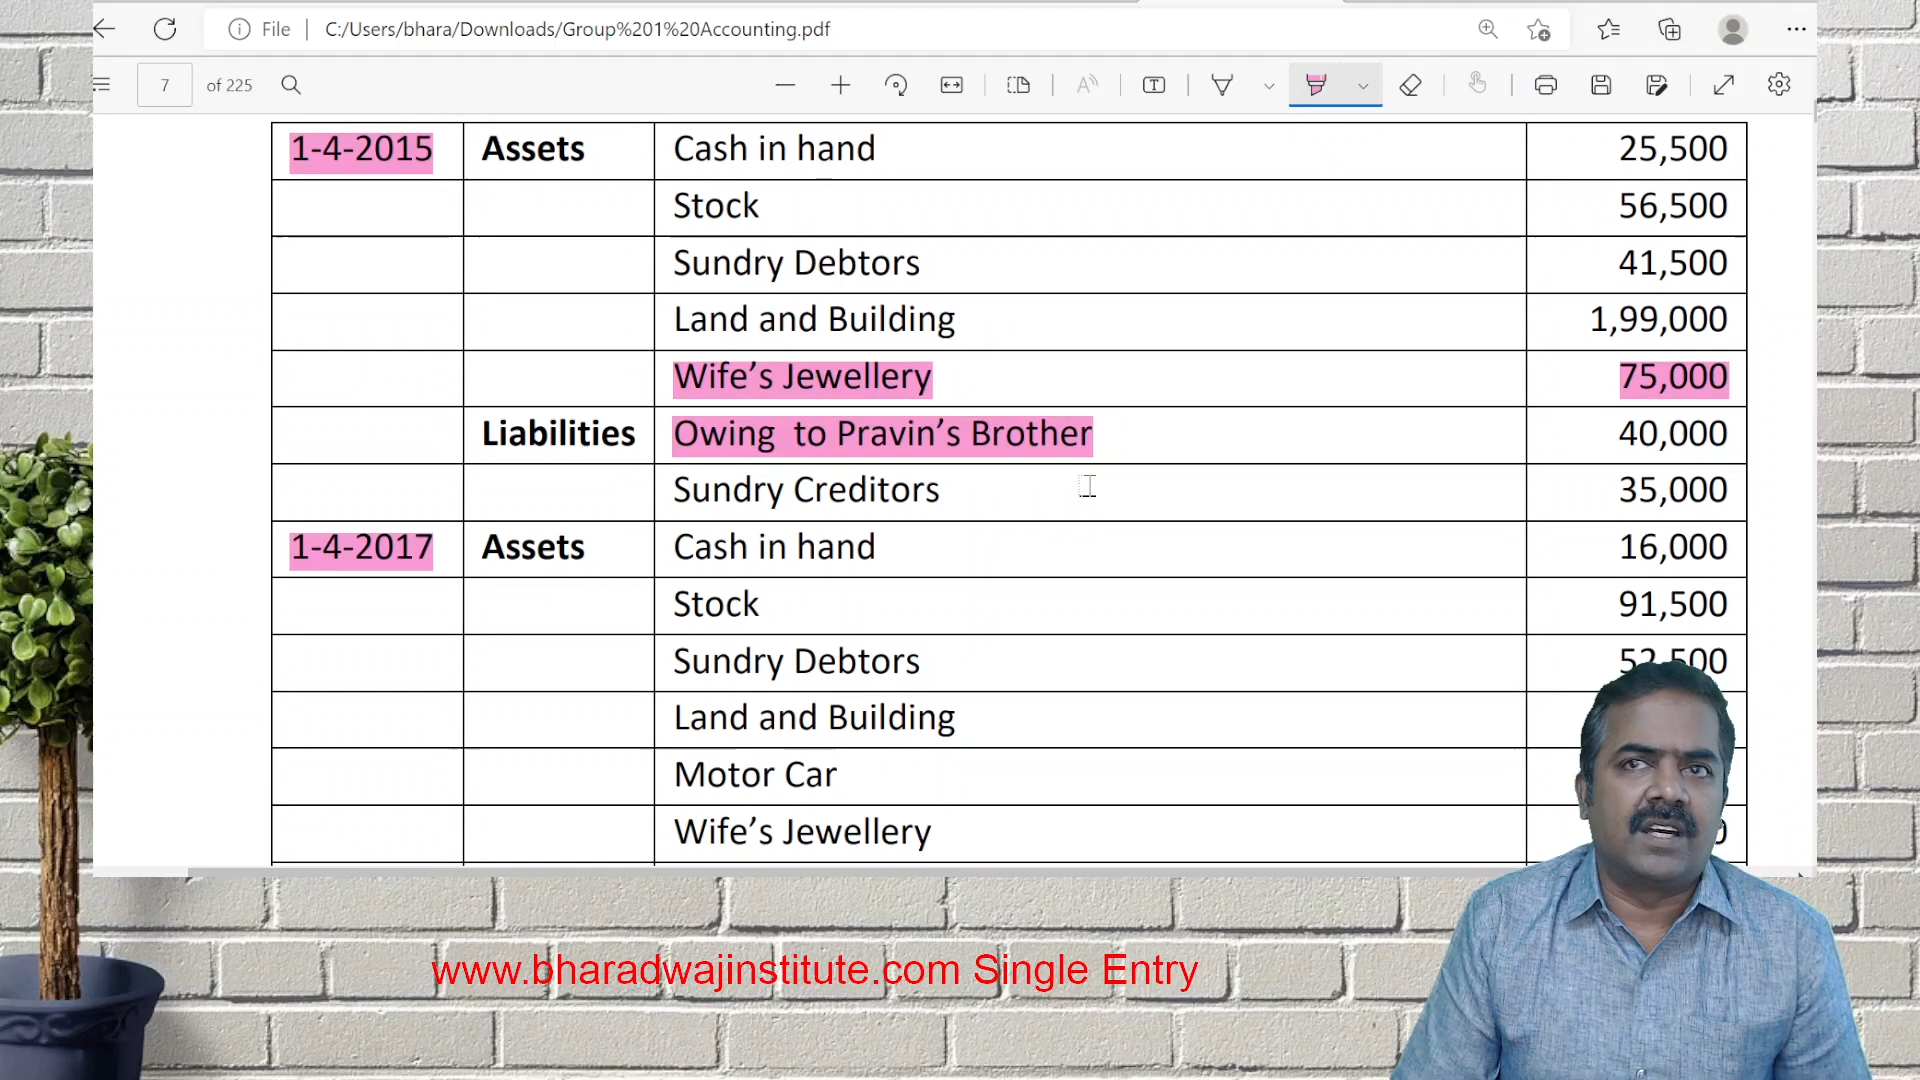 File C:/Users/bhara/Downloads/Group%201%20Accounting.pdf
7 of 225
1-4-2015 Assets Cash in hand 25,500
Stock 56,500
Sundry Debtors 41,500
Land and Building 1,99,000
Wife’s Jewellery 75,000
Liabilities Owing to Pravin’s Brother 40,000
Sundry Creditors 35,000
1-4-2017 Assets Cash in hand 16,000
Stock 91,500
Sundry Debtors 52,500
Land and Building
Motor Car
Wife’s Jewellery
www.bharadwajinstitute.com Single Entry